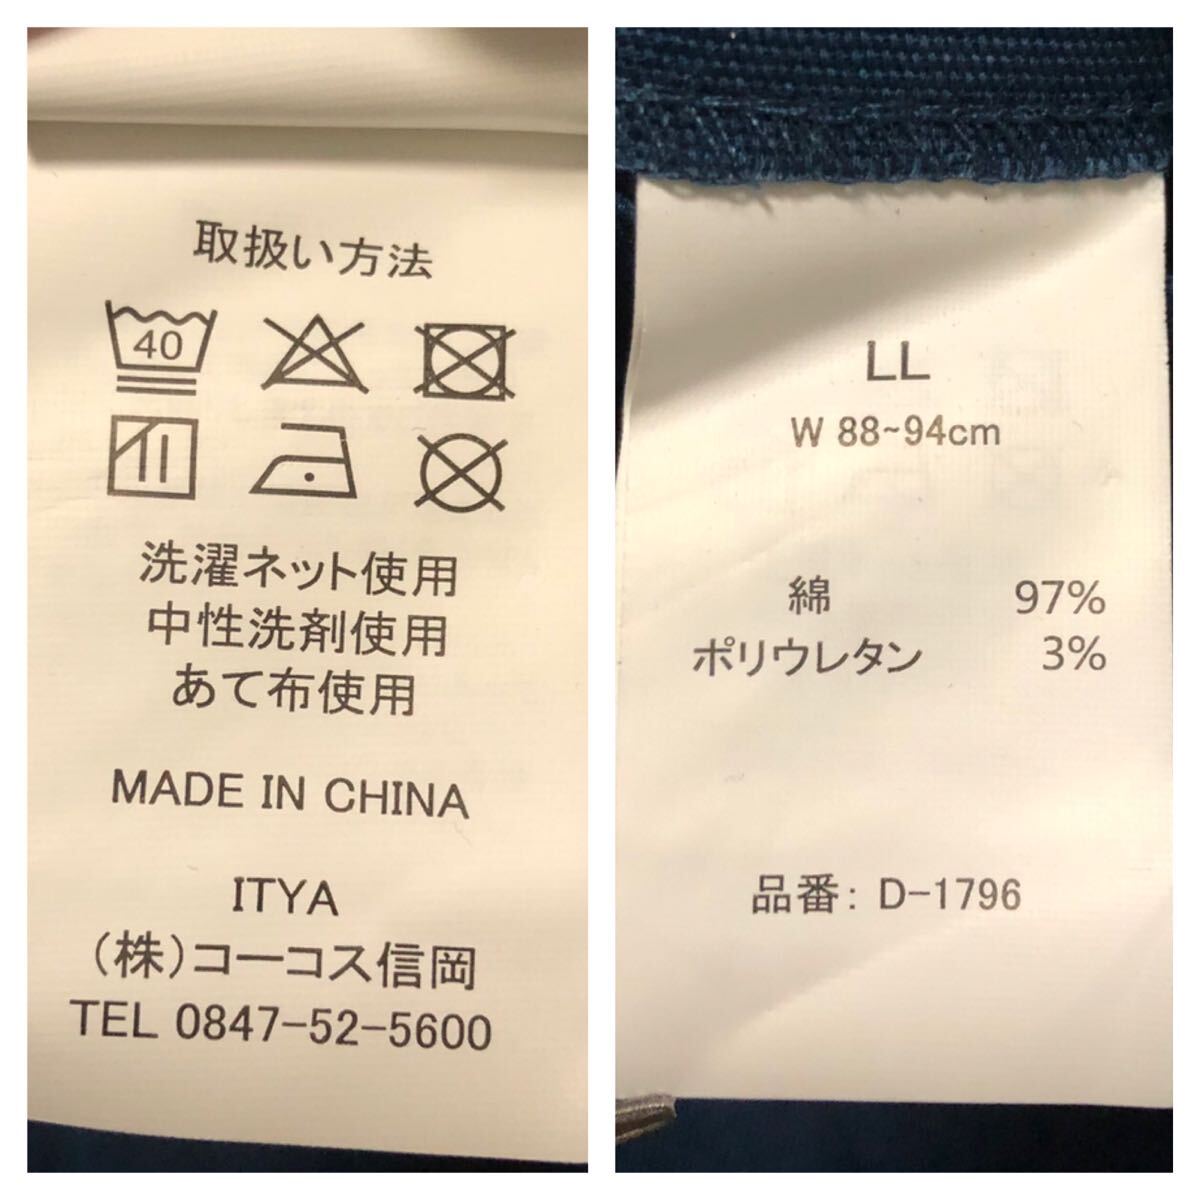 取扱い方法
40
洗濯ネット使用
中性洗剤使用
あて布使用
MADE IN CHINA
ITYA
(株)コーコス信岡
TEL 0847-52-5600
LL
W 88~94cm
綿 97%
ポリウレタン 3%
品番: D-1796